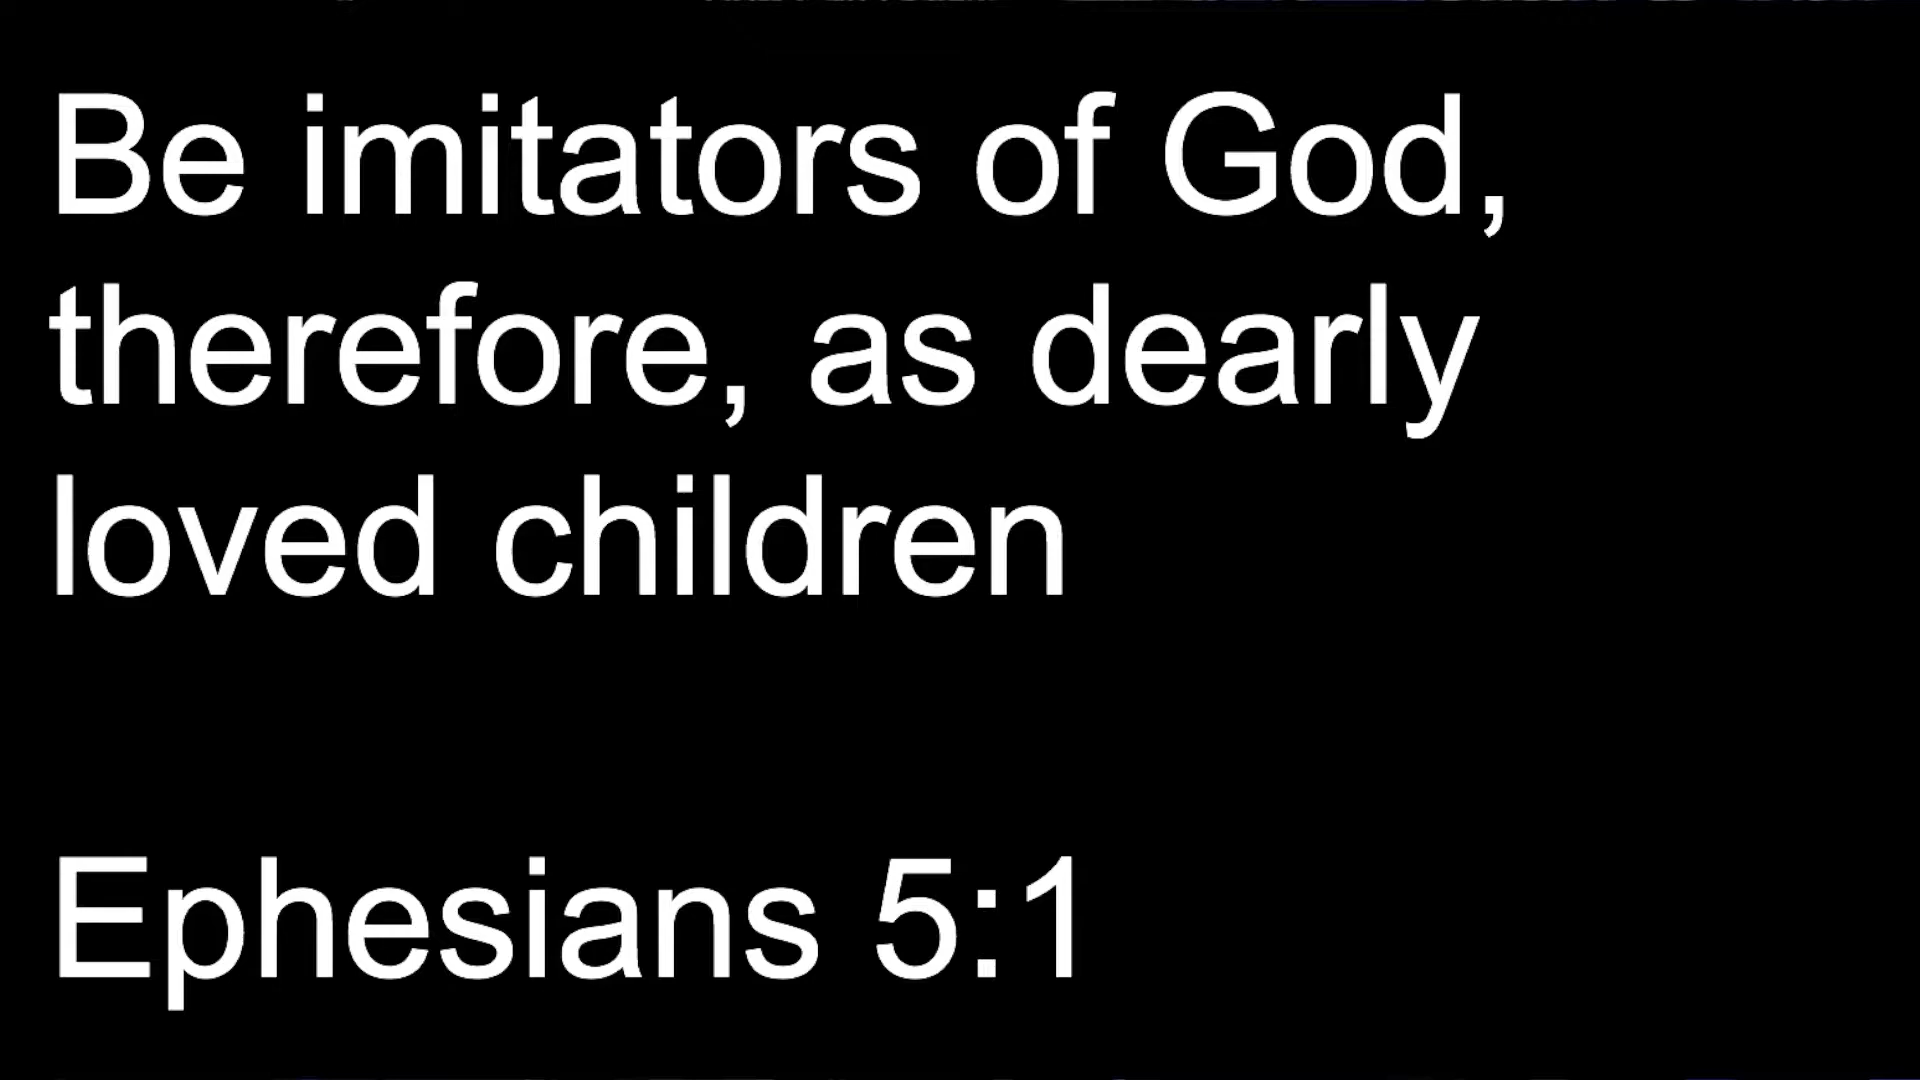 Be imitators of God,
therefore, as dearly
loved children
Ephesians 5:1